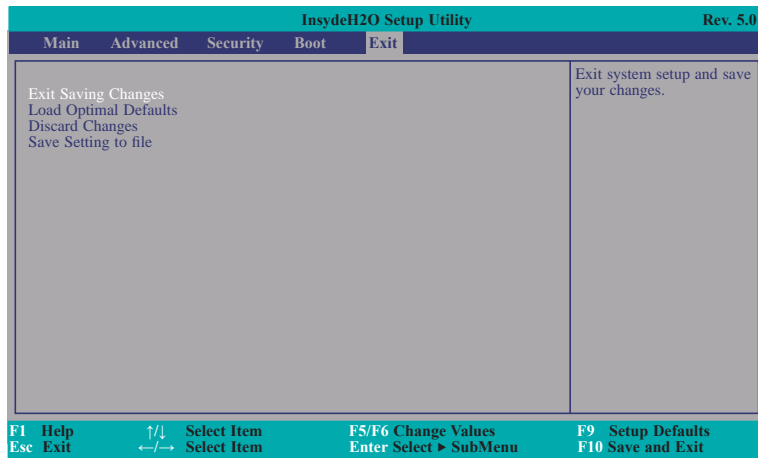 InsydeH2O Setup Utility Rev. 5.0
Main Advanced Security Boot Exit
Exit Saving Changes
Load Optimal Defaults
Discard Changes
Save Setting to file
Exit system setup and save
your changes.
F1 Help ↑/↓ Select Item F5/F6 Change Values F9 Setup Defaults
Esc Exit ←/→ Select Item Enter Select ► SubMenu F10 Save and Exit